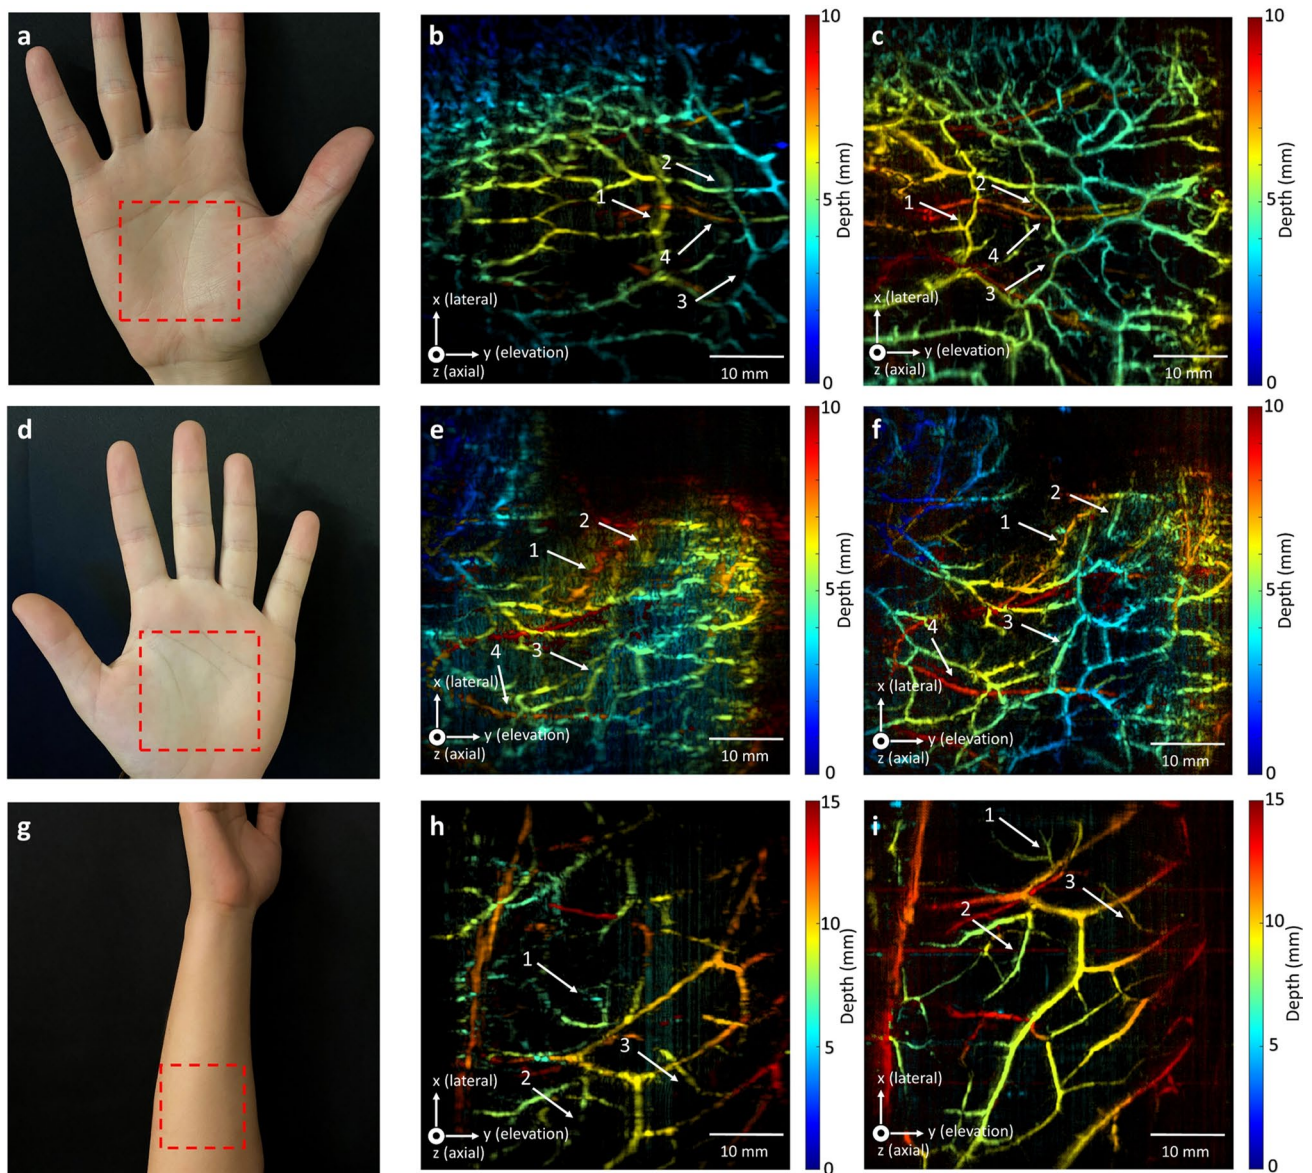 a
b
2
1
4
3
x (lateral)
y (elevation)
z (axial)
10 mm
10
5
0
Depth (mm)
c
2
1
4
3
x (lateral)
y (elevation)
z (axial)
10 mm
10
5
0
Depth (mm)
d
e
2
1
3
4
x (lateral)
y (elevation)
z (axial)
10 mm
10
5
0
Depth (mm)
f
2
1
3
4
x (lateral)
y (elevation)
z (axial)
10 mm
10
5
0
Depth (mm)
g
h
1
3
2
x (lateral)
y (elevation)
z (axial)
10 mm
15
10
5
0
Depth (mm)
i
1
3
2
x (lateral)
y (elevation)
z (axial)
10 mm
15
10
5
0
Depth (mm)